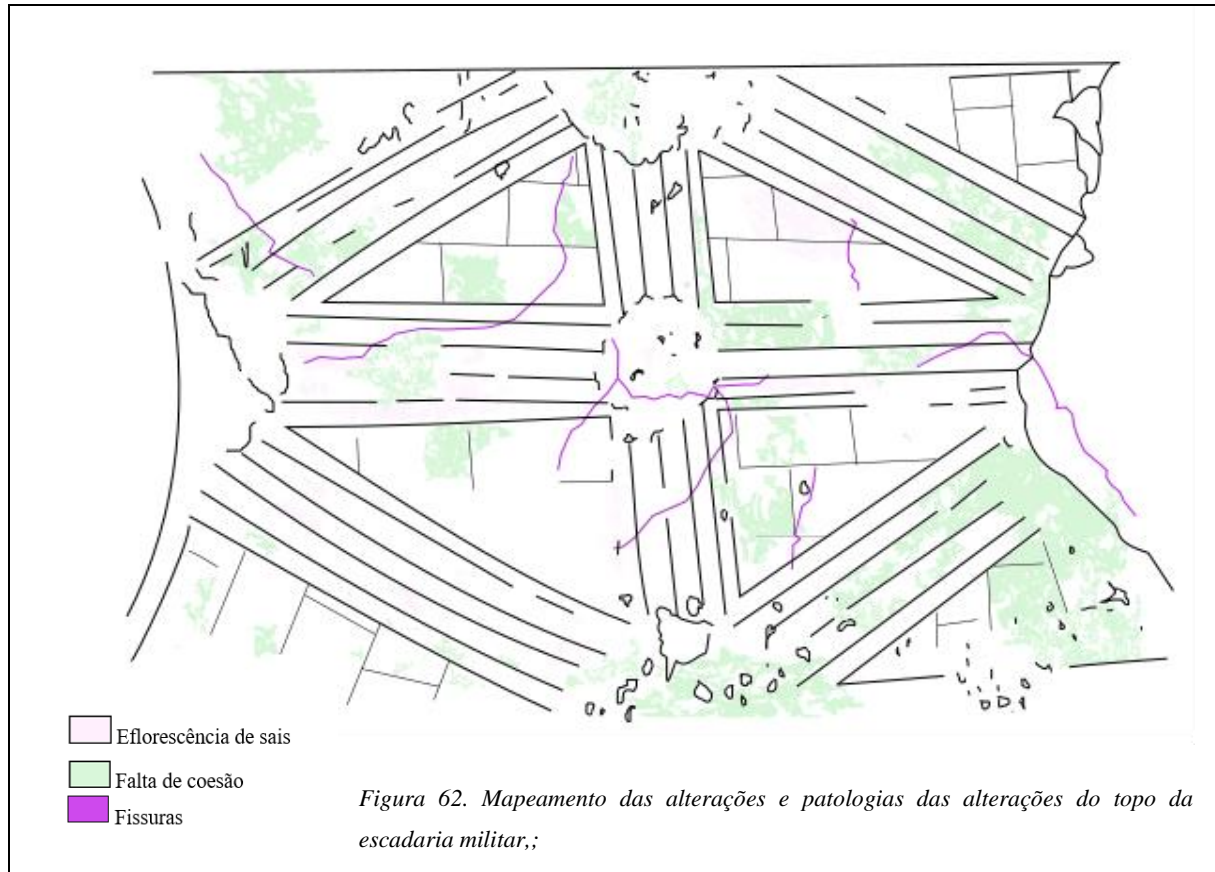 Eflorescência de sais
Falta de coesão
Fissuras
Figura 62. Mapeamento das alterações e patologias das alterações do topo da
escadaria militar,;